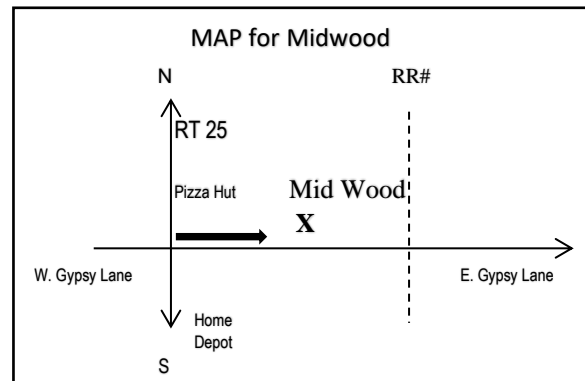 MAP for Midwood
N
RR#
RT 25
Pizza Hut
Mid Wood
X
W. Gypsy Lane
E. Gypsy Lane
Home
Depot
S